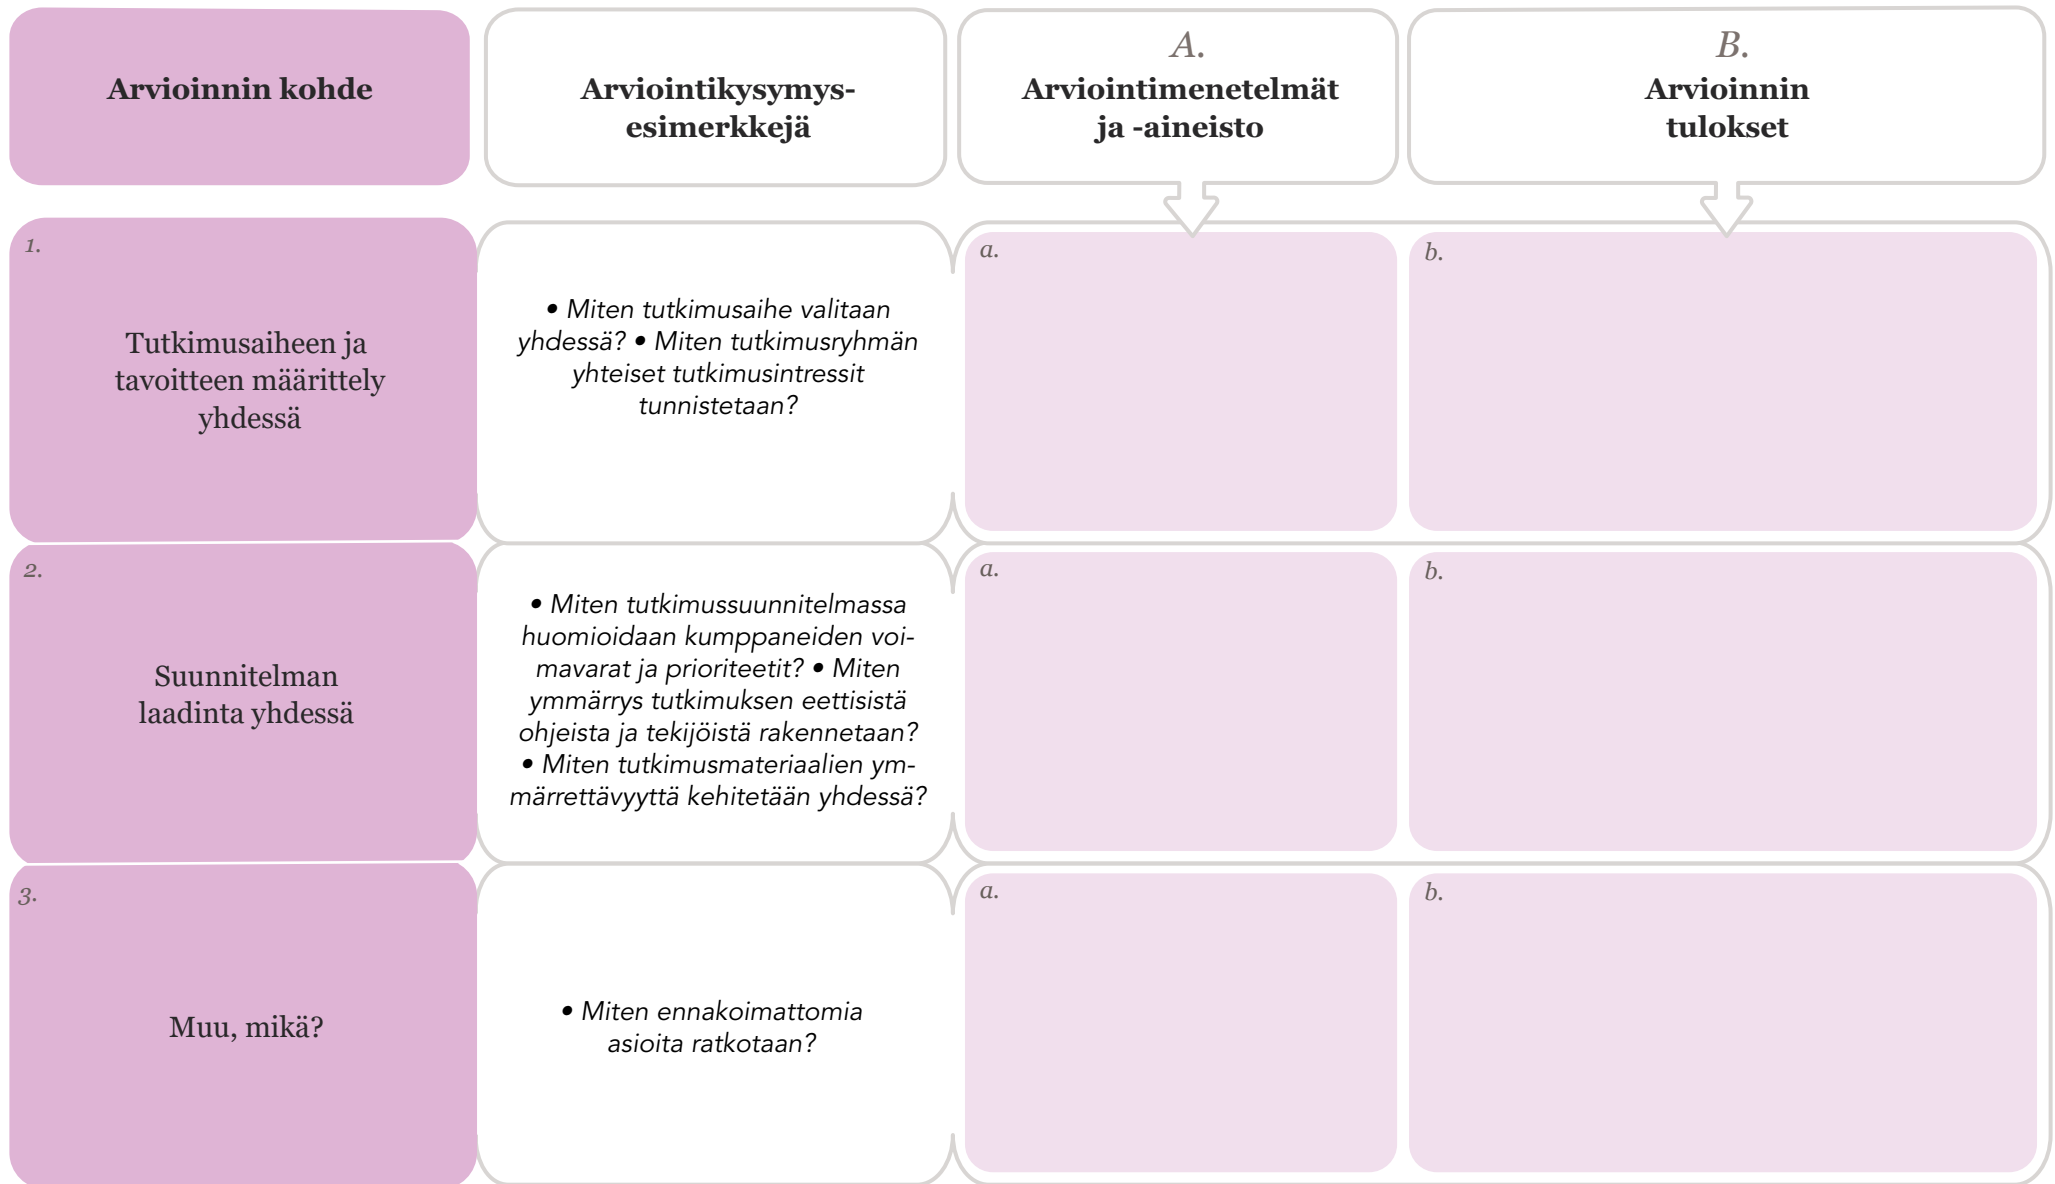 Arvioinnin kohde
Arviointikysymys-
esimerkkejä
A.
Arviointimenetelmät
ja -aineisto
B.
Arvioinnin
tulokset
1.
Tutkimusaiheen ja
tavoitteen määrittely
yhdessä
• Miten tutkimusaihe valitaan
yhdessä? • Miten tutkimusryhmän
yhteiset tutkimusintressit
tunnistetaan?
a.
b.
2.
Suunnitelman
laadinta yhdessä
• Miten tutkimussuunnitelmassa
huomioidaan kumppaneiden voi-
mavarat ja prioriteetit? • Miten
ymmärrys tutkimuksen eettisistä
ohjeista ja tekijöistä rakennetaan?
• Miten tutkimusmateriaalien ym-
märrettävyyttä kehitetään yhdessä?
a.
b.
3.
Muu, mikä?
• Miten ennakoimattomia
asioita ratkotaan?
a.
b.